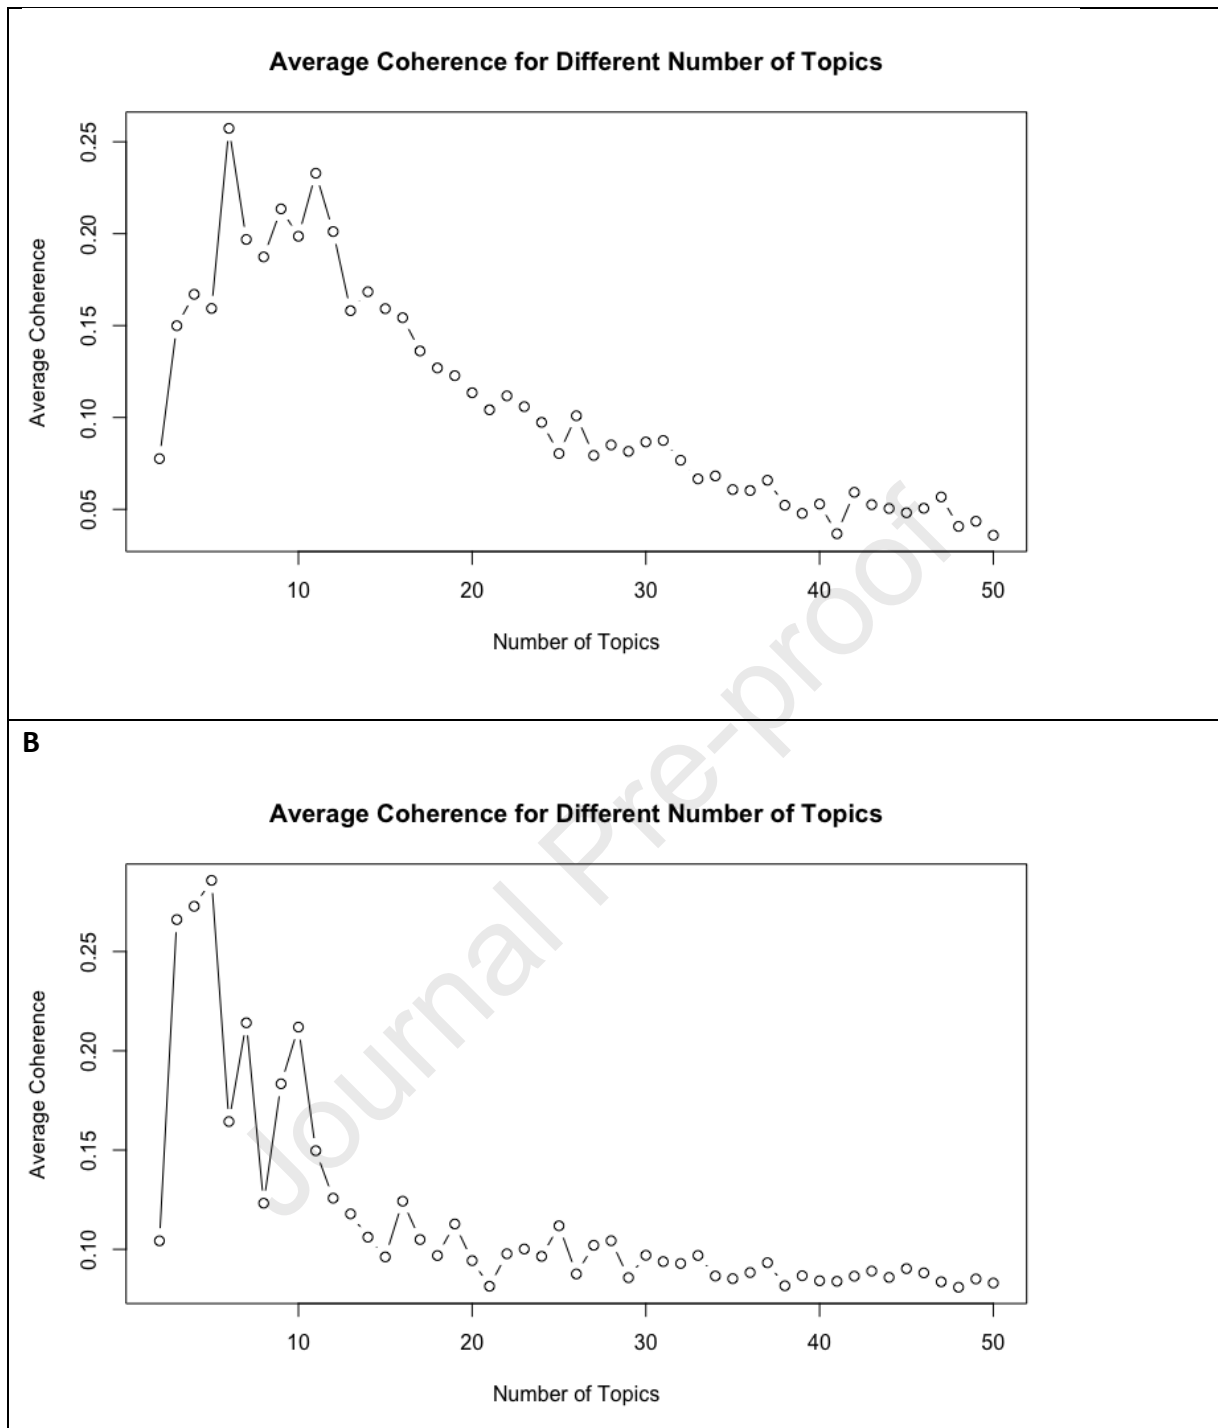 Average Coherence for Different Number of Topics
Average Coherence
0.25
0.20
0.15
0.10
0.05
10 20 30 40 50
Number of Topics
B
Average Coherence for Different Number of Topics
Average Coherence
0.25
0.20
0.15
0.10
10 20 30 40 50
Number of Topics
Journal Pre-proof